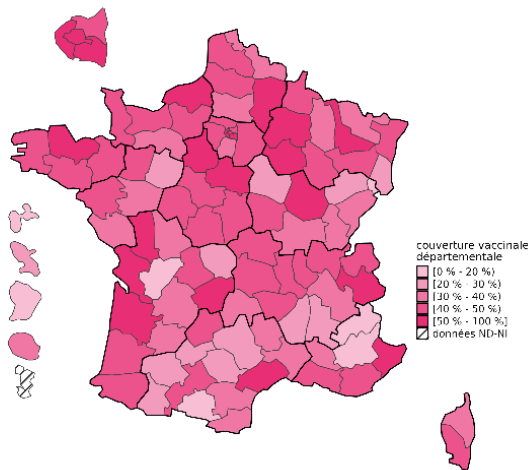 couverture vaccinale
départementale
[0 % - 20 %)
[20 % - 30 %)
[30 % - 40 %)
[40 % - 50 %)
[50 % - 100 %]
données ND-NI